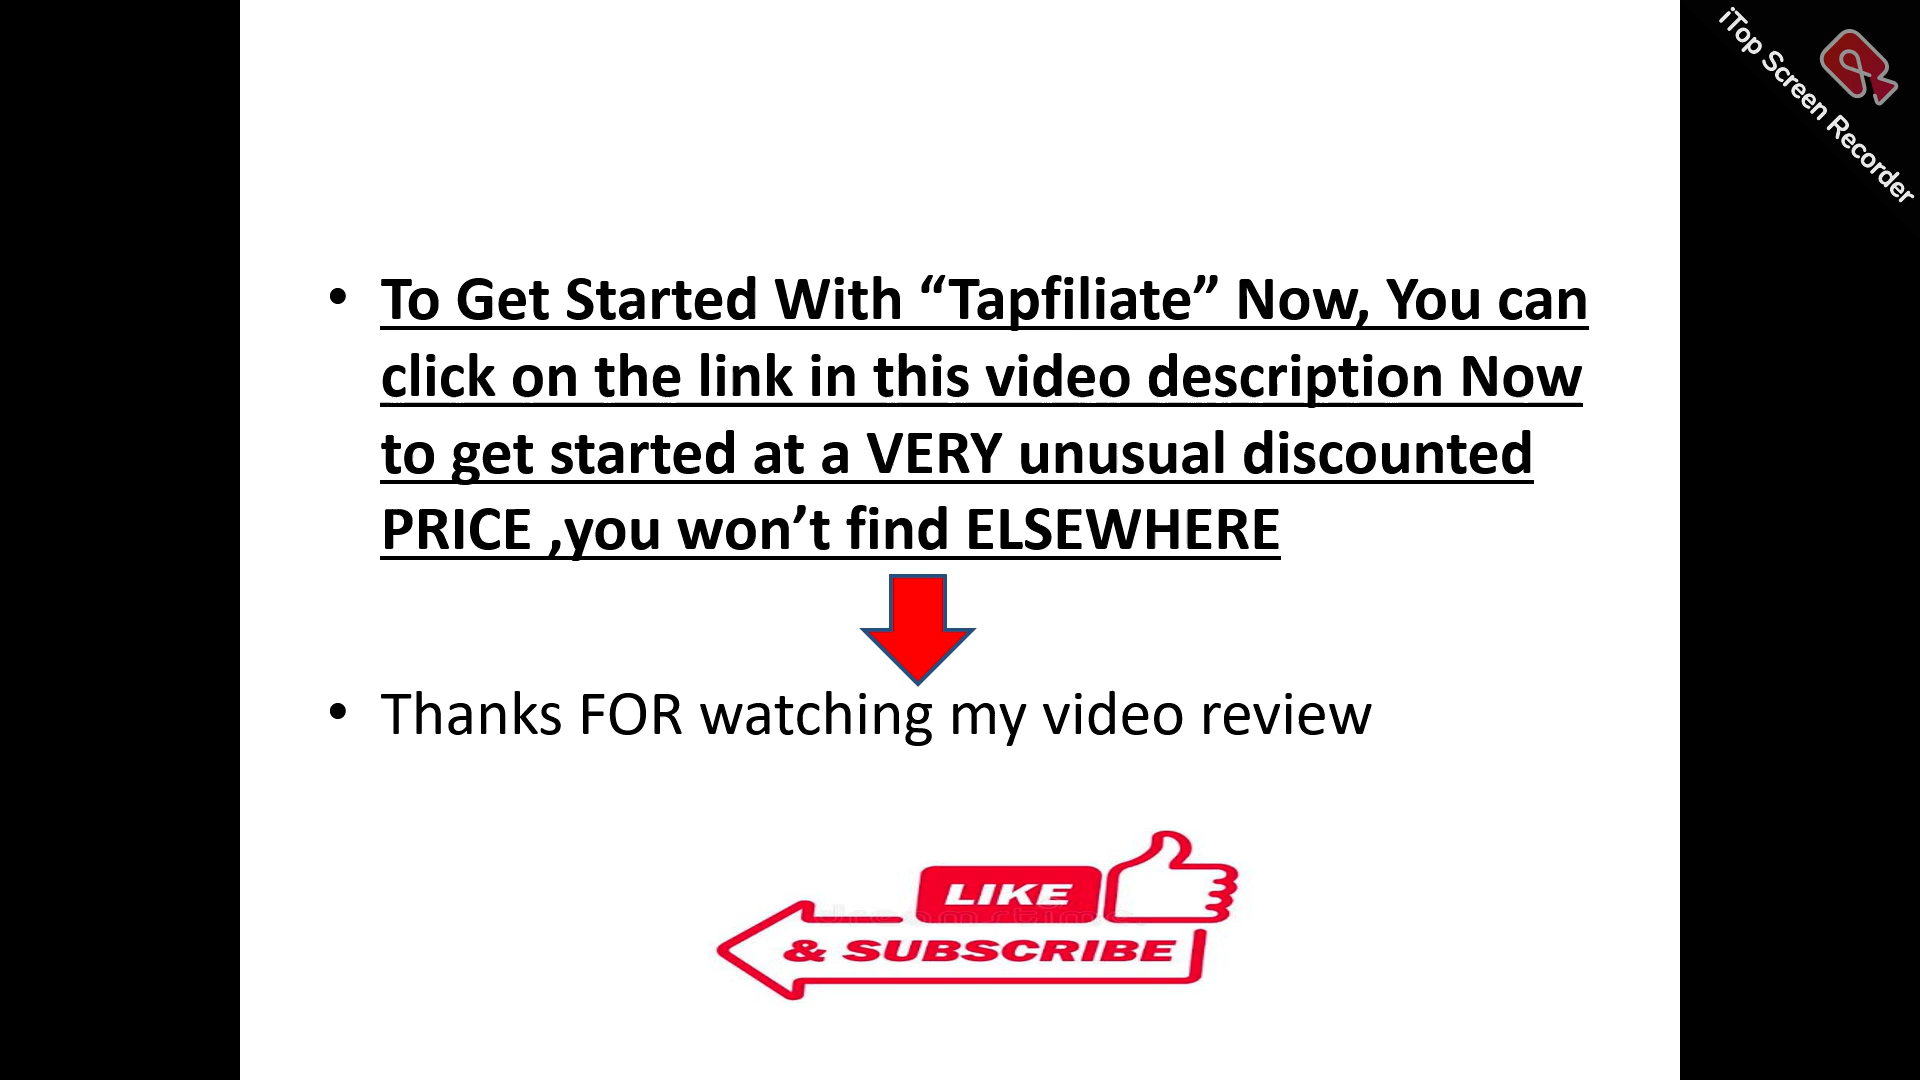 iTop Screen Recorder
• To Get Started With “Tapfiliate” Now, You can
click on the link in this video description Now
to get started at a VERY unusual discounted
PRICE ,you won’t find ELSEWHERE
• Thanks FOR watching my video review
LIKE
& SUBSCRIBE